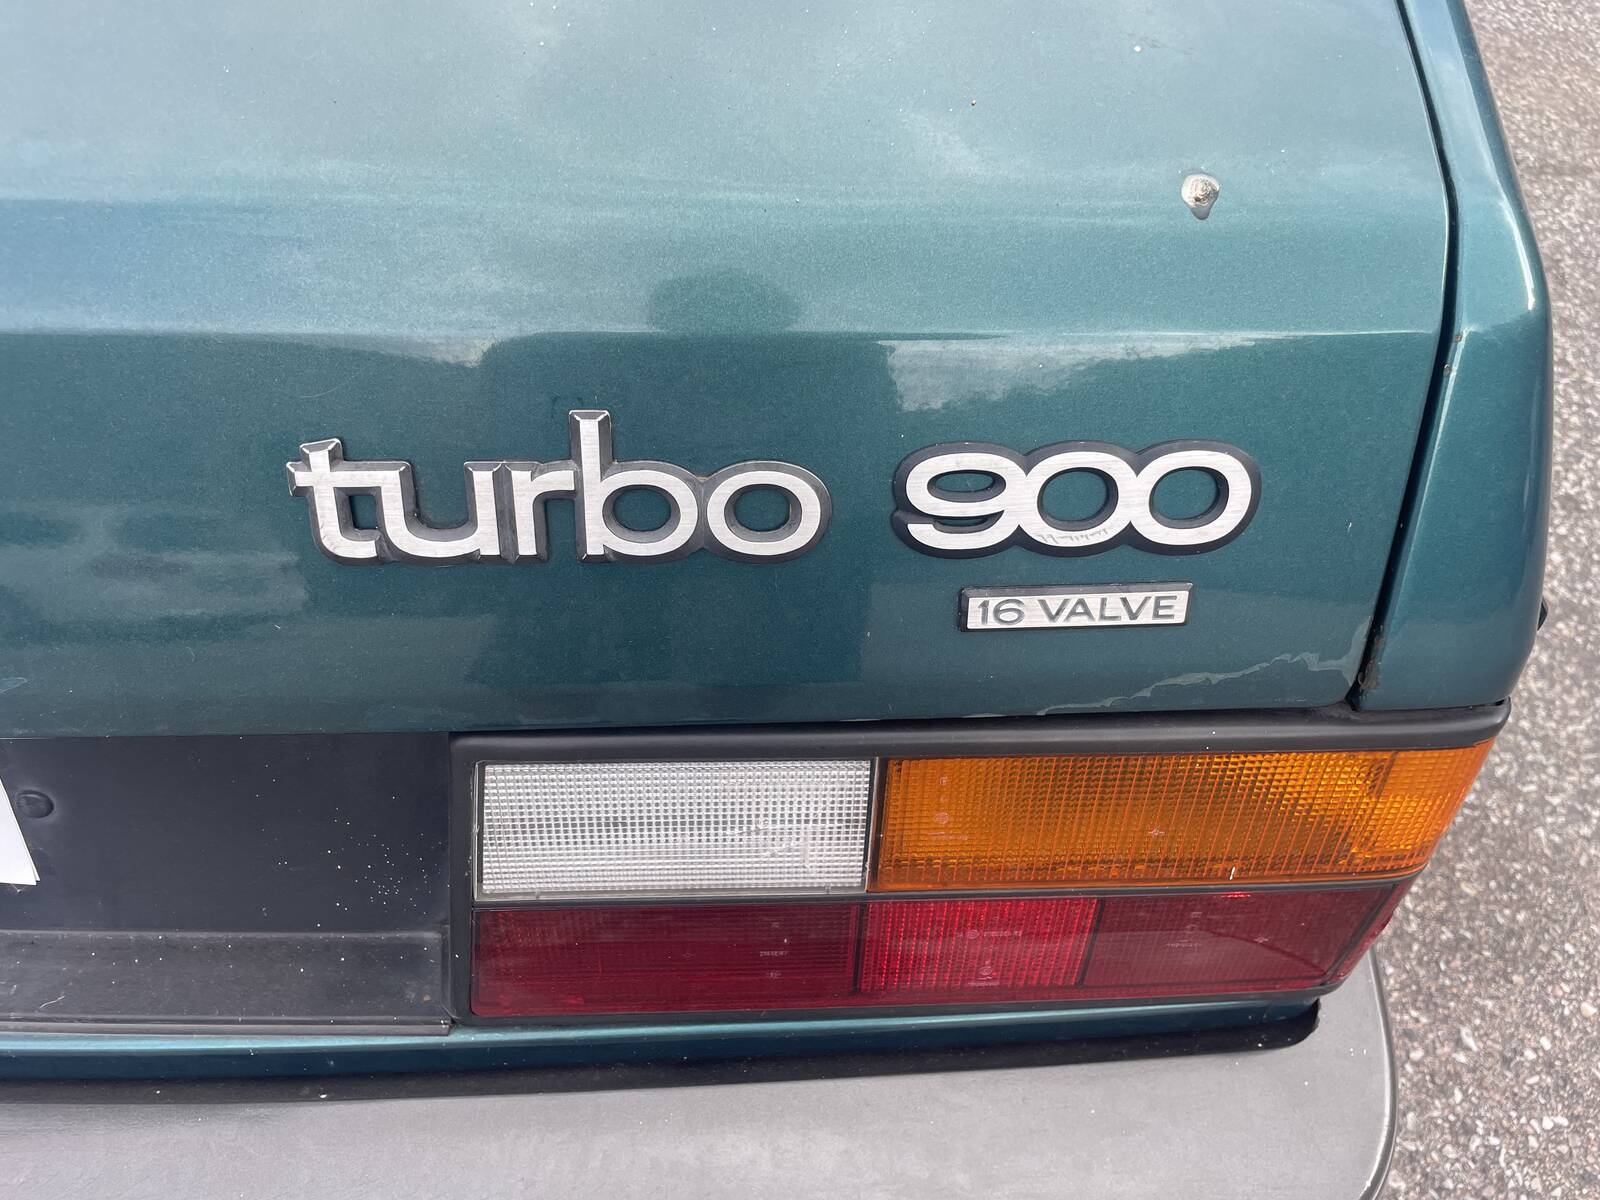 turbo 900
16 VALVE